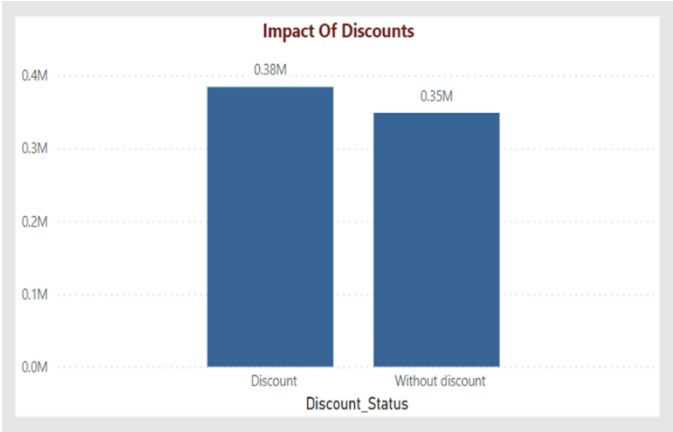 Impact Of Discounts
0.4M
0.38M
0.35M
0.3M
0.2M
0.1M
0.0M
Discount Without discount
Discount_Status